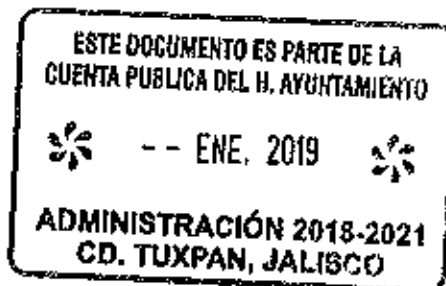 ESTE DOCUMENTO ES PARTE DE LA
CUENTA PUBLICA DEL H. AYUNTAMIENTO
-- ENE. 2019
ADMINISTRACIÓN 2018-2021
CD. TUXPAN, JALISCO